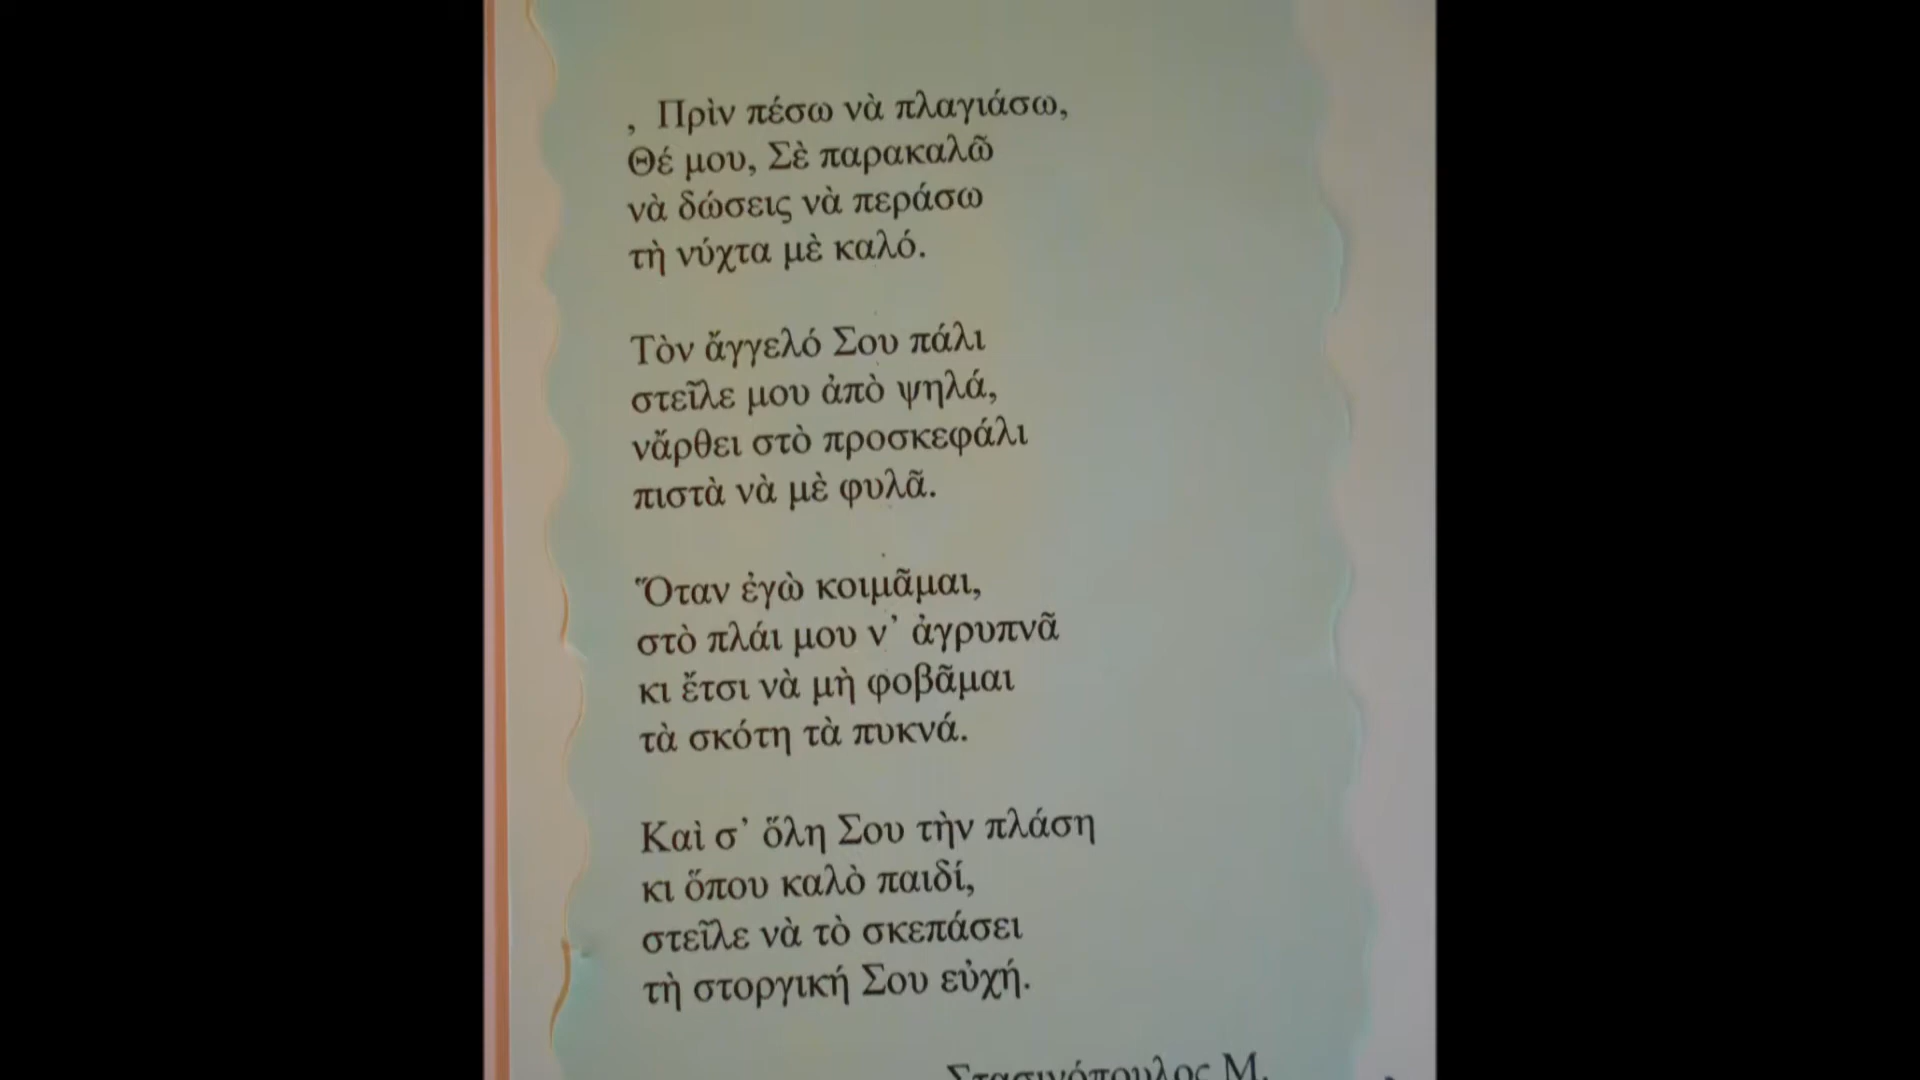 , Πρὶν πέσω νὰ πλαγιάσω,
Θέ μου, Σὲ παρακαλῶ
νὰ δώσεις νὰ περάσω
τὴ νύχτα μὲ καλό.
Τὸν ἄγγελό Σου πάλι
στεῖλε μου ἀπὸ ψηλά,
νἄρθει στὸ προσκεφάλι
πιστὰ νὰ μὲ φυλᾶ.
Ὅταν ἐγὼ κοιμᾶμαι,
στὸ πλάι μου ν᾿ ἀγρυπνᾶ
κι ἔτσι νὰ μὴ φοβᾶμαι
τὰ σκότη τὰ πυκνά.
Καὶ σ᾿ ὅλη Σου τὴν πλάση
κι ὅπου καλὸ παιδί,
στεῖλε νὰ τὸ σκεπάσει
τὴ στοργική Σου εὐχή.
Στασινόπουλος Μ.